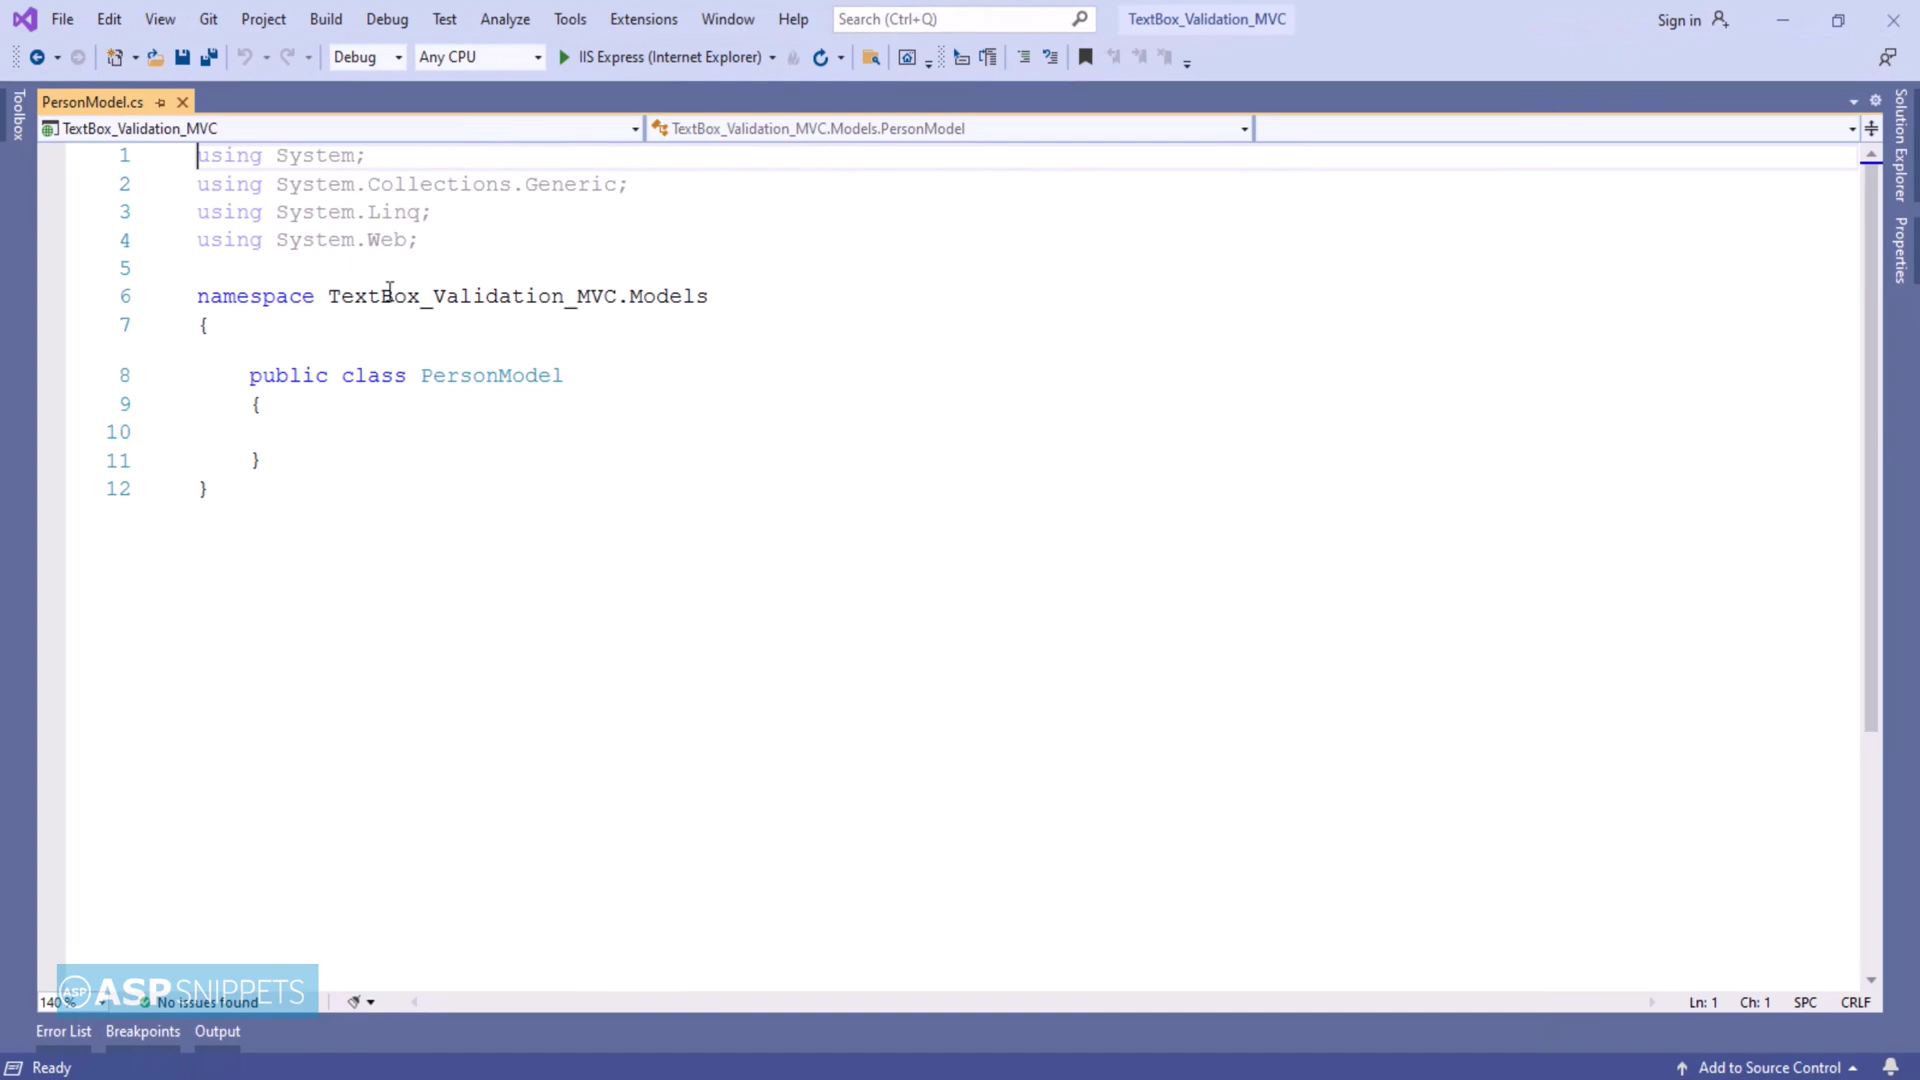 File Edit View Git Project Build Debug Test Analyze Tools Extensions Window Help Search (Ctrl+Q) TextBox_Validation_MVC Sign in
Debug Any CPU IIS Express (Internet Explorer)
Toolbox
PersonModel.cs
TextBox_Validation_MVC TextBox_Validation_MVC.Models.PersonModel
1 using System;
2 using System.Collections.Generic;
3 using System.Linq;
4 using System.Web;
5
6 namespace TextBox_Validation_MVC.Models
7 {
8 public class PersonModel
9 {
10
11 }
12 }
Solution Explorer
Properties
ASP ASPSNIPPETS
140 % No issues found Ln: 1 Ch: 1 SPC CRLF
Error List Breakpoints Output
Ready Add to Source Control